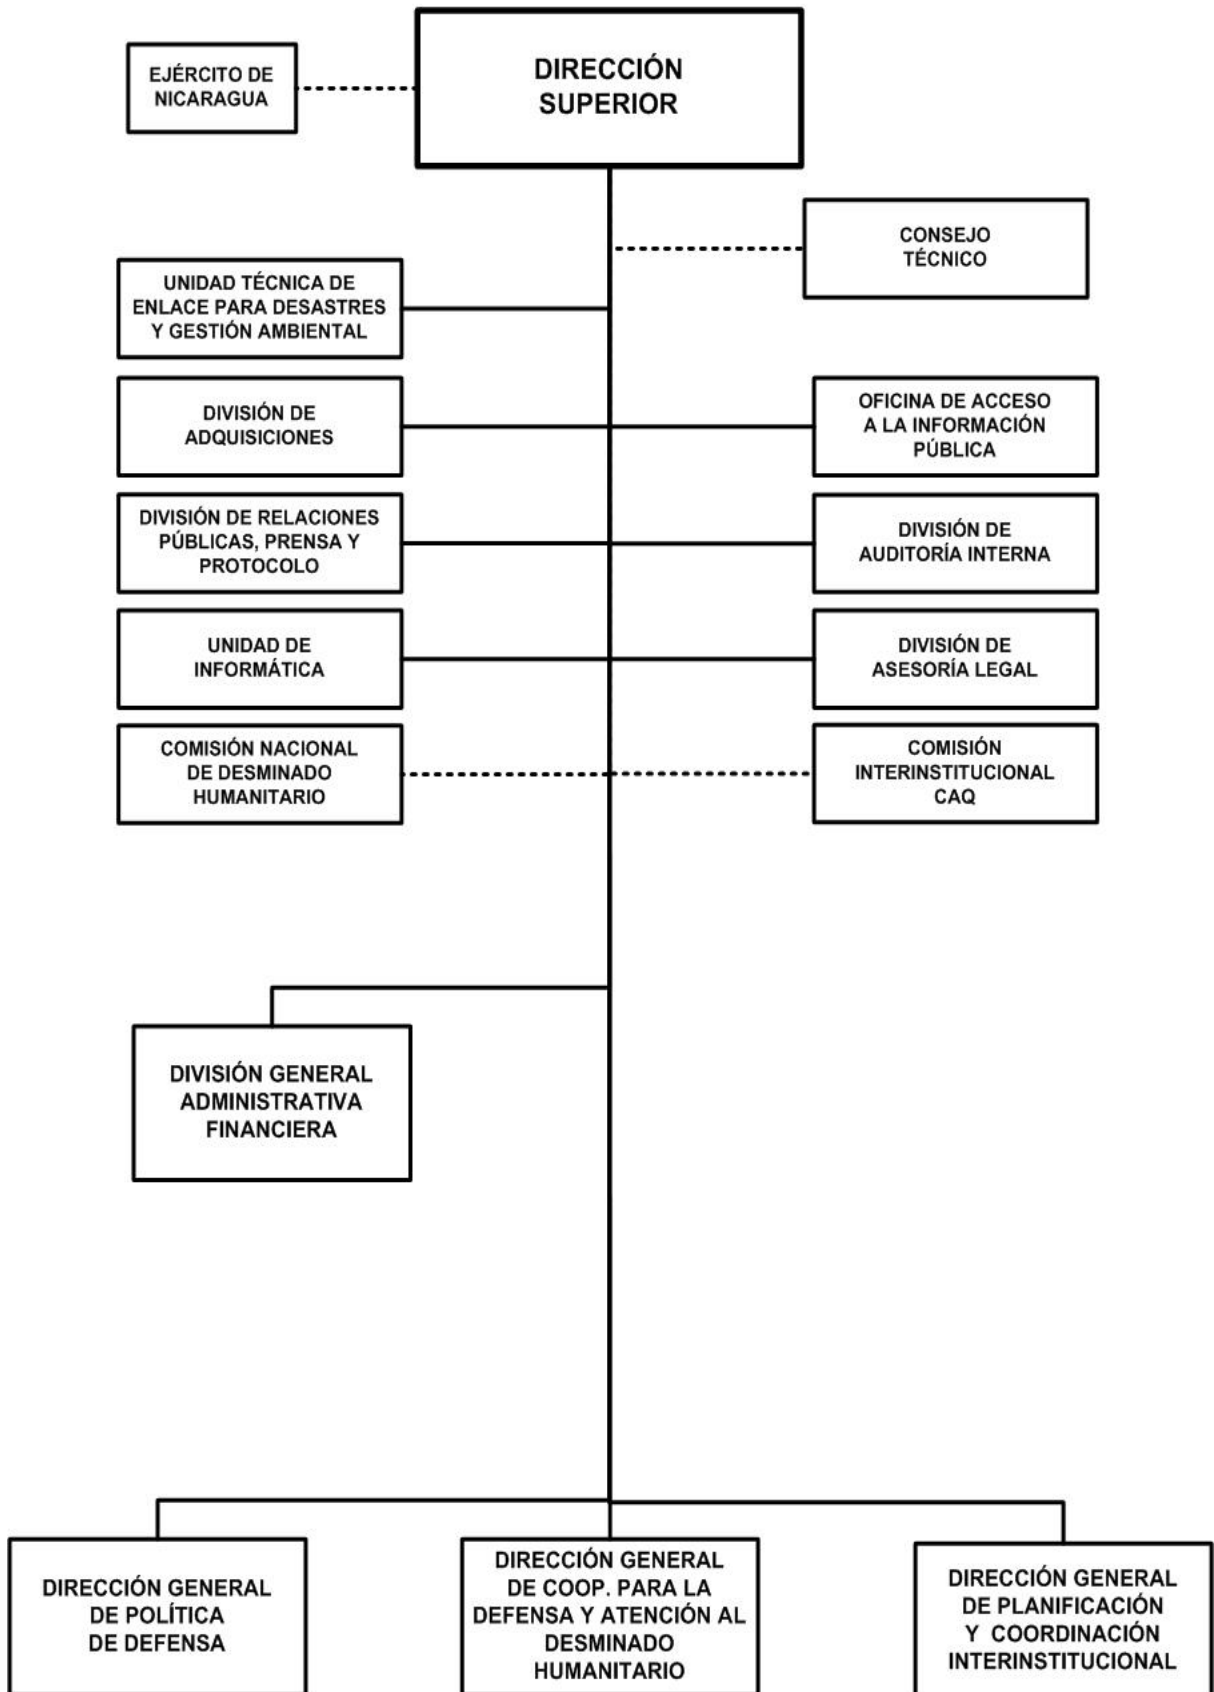 EJÉRCITO DE
NICARAGUA
DIRECCIÓN
SUPERIOR
CONSEJO
TÉCNICO
UNIDAD TÉCNICA DE
ENLACE PARA DESASTRES
Y GESTIÓN AMBIENTAL
DIVISIÓN DE
ADQUISICIONES
OFICINA DE ACCESO
A LA INFORMACIÓN
PÚBLICA
DIVISIÓN DE RELACIONES
PÚBLICAS, PRENSA Y
PROTOCOLO
DIVISIÓN DE
AUDITORÍA INTERNA
UNIDAD DE
INFORMÁTICA
DIVISIÓN DE
ASESORÍA LEGAL
COMISIÓN NACIONAL
DE DESMINADO
HUMANITARIO
COMISIÓN
INTERINSTITUCIONAL
CAQ
DIVISIÓN GENERAL
ADMINISTRATIVA
FINANCIERA
DIRECCIÓN GENERAL
DE POLÍTICA
DE DEFENSA
DIRECCIÓN GENERAL
DE COOP. PARA LA
DEFENSA Y ATENCIÓN AL
DESMINADO
HUMANITARIO
DIRECCIÓN GENERAL
DE PLANIFICACIÓN
Y COORDINACIÓN
INTERINSTITUCIONAL